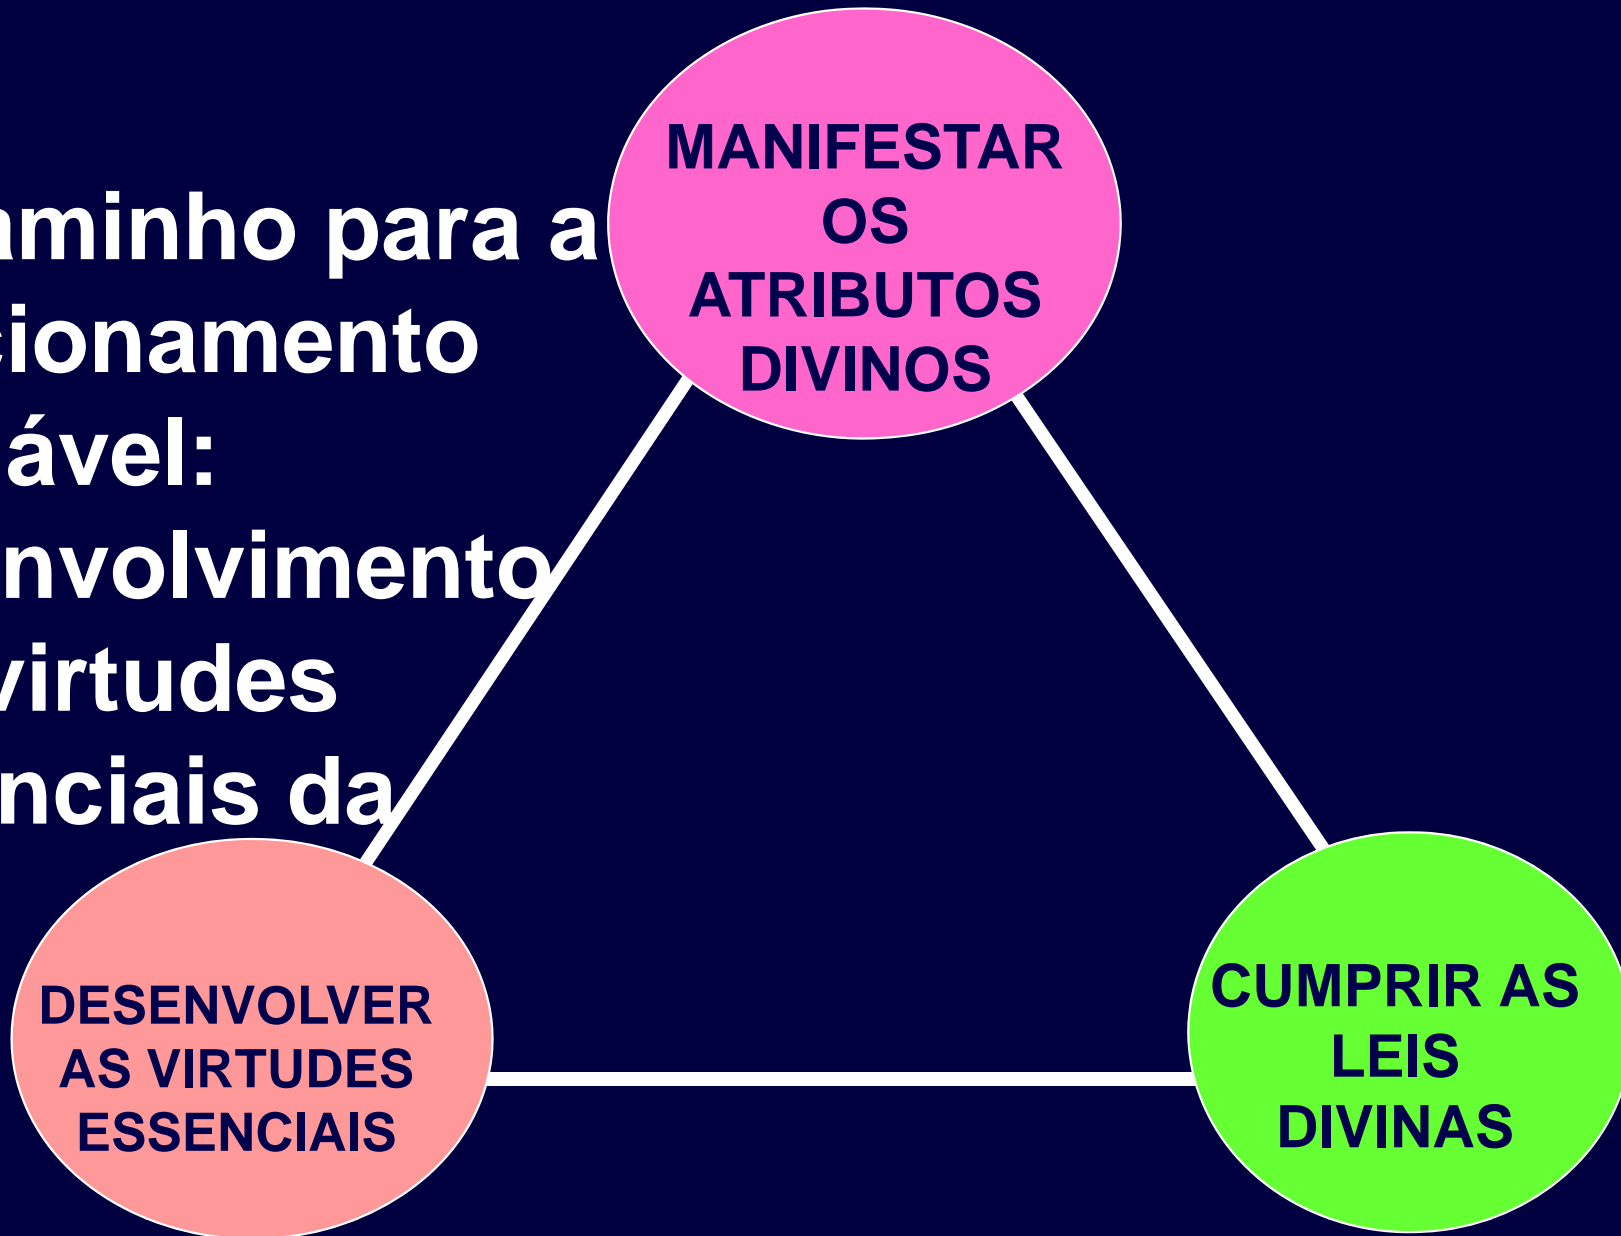 aminho para a
cionamento
ável:
nvolvimento
virtudes
nciais da
MANIFESTAR
OS
ATRIBUTOS
DIVINOS
DESENVOLVER
AS VIRTUDES
ESSENCIAIS
CUMPRIR AS
LEIS
DIVINAS